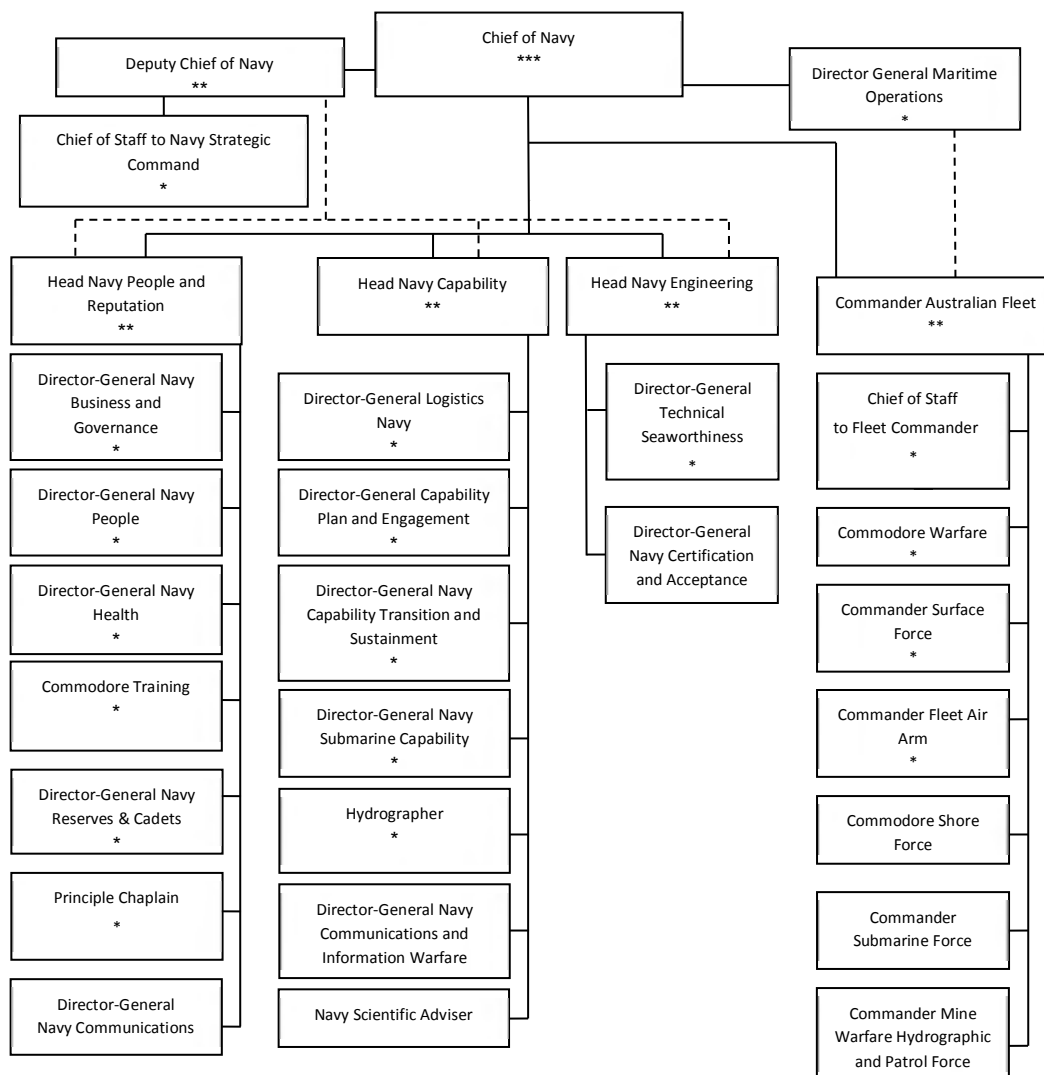 Chief of Navy
***
Deputy Chief of Navy
**
Director General Maritime
Operations
*
Chief of Staff to Navy Strategic
Command
*
Head Navy People and
Reputation
**
Director-General Navy
Business and
Governance
*
Director-General Navy
People
*
Director-General Navy
Health
*
Commodore Training
*
Director-General Navy
Reserves & Cadets
*
Principle Chaplain
*
Director-General
Navy Communications
Head Navy Capability
**
Director-General Logistics
Navy
*
Director-General Capability
Plan and Engagement
*
Director-General Navy
Capability Transition and
Sustainment
*
Director-General Navy
Submarine Capability
*
Hydrographer
*
Director-General Navy
Communications and
Information Warfare
Navy Scientific Adviser
Head Navy Engineering
**
Director-General
Technical
Seaworthiness
*
Director-General
Navy Certification
and Acceptance
Commander Australian Fleet
**
Chief of Staff
to Fleet Commander
*
Commodore Warfare
*
Commander Surface
Force
*
Commander Fleet Air
Arm
*
Commodore Shore
Force
Commander
Submarine Force
Commander Mine
Warfare Hydrographic
and Patrol Force